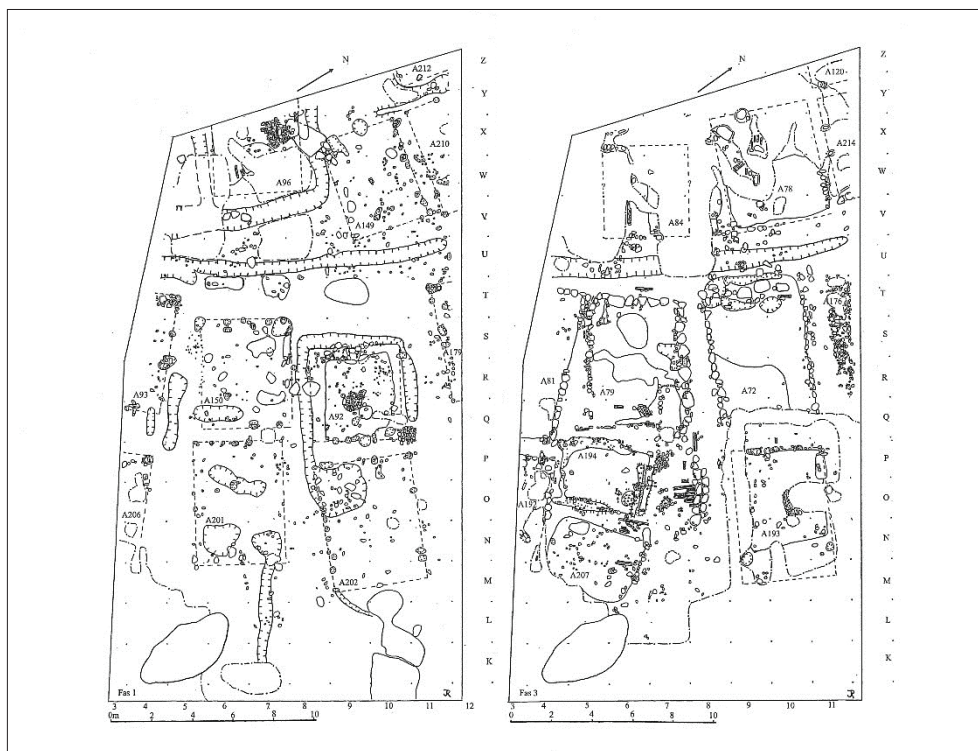 N
A212
A210
A96
A149
A179
A93
A150
A92
A206
A201
A202
Fas 1
JR
3 4 5 6 7 8 9 10 11 12
0m 2 4 6 8 10
Z
Y
X
W
V
U
T
S
R
Q
P
O
N
M
L
K
N
A120
A214
A78
A84
A176
A81
A79
A72
A194
A192
A193
A207
Fas 3
JR
3 4 5 6 7 8 9 10 11
0 2 4 6 8 10
Z
Y
X
W
V
U
T
S
R
Q
P
O
N
M
L
K